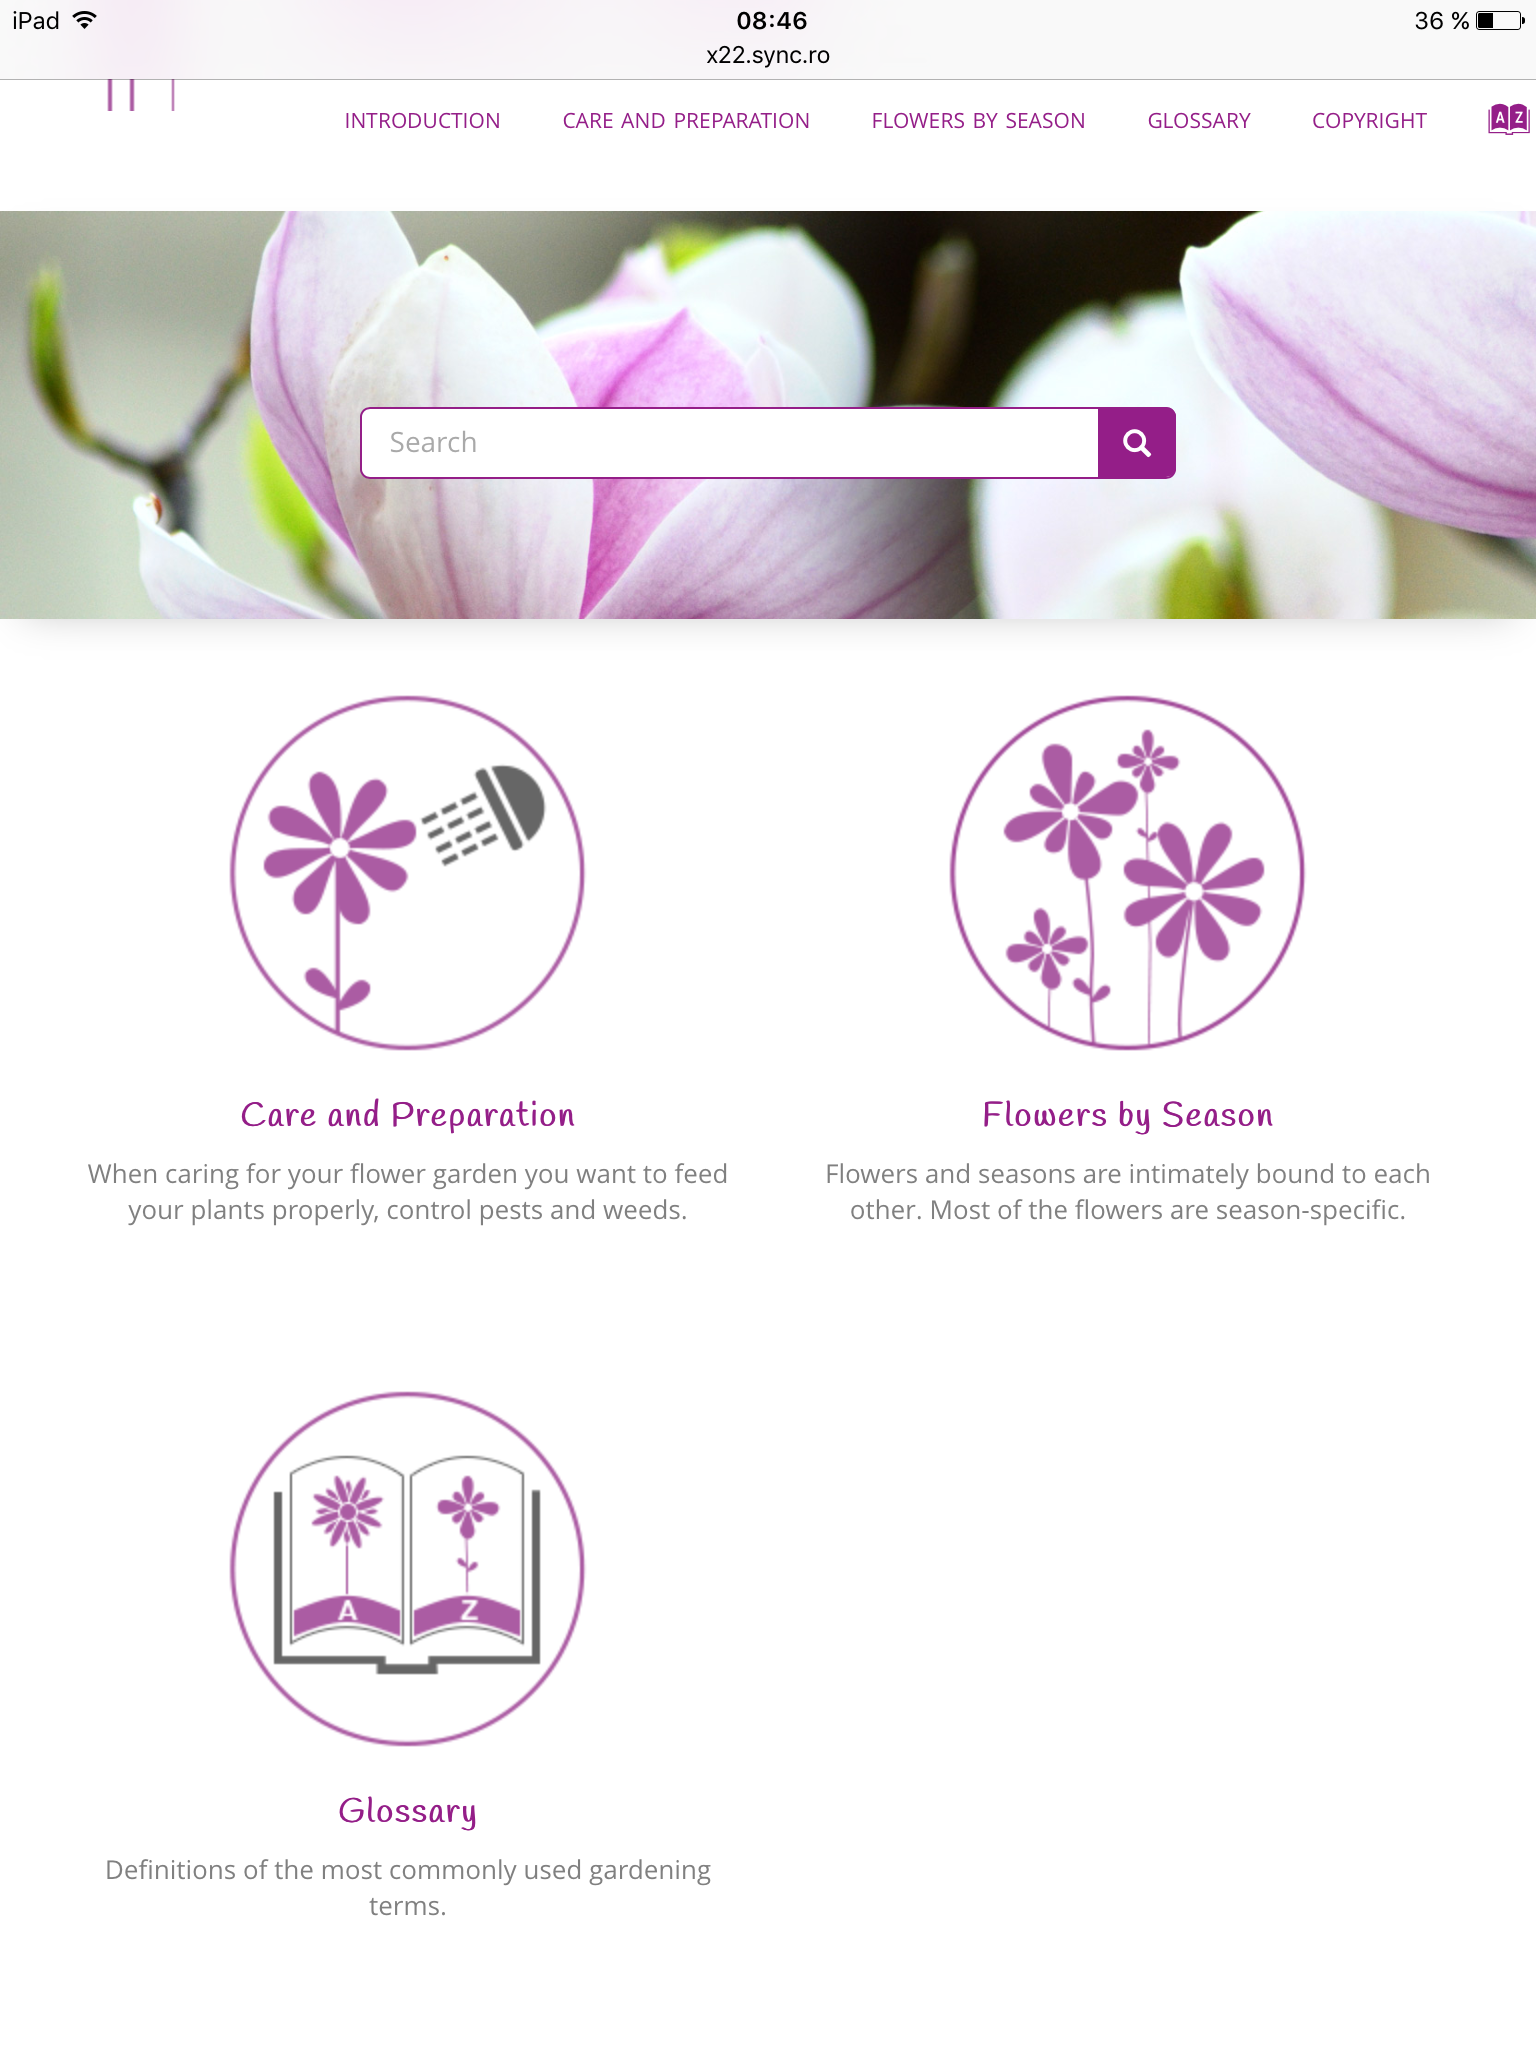 iPad 08:46 36 %
x22.sync.ro
INTRODUCTION CARE AND PREPARATION FLOWERS BY SEASON GLOSSARY COPYRIGHT A Z
Search
Care and Preparation
When caring for your flower garden you want to feed
your plants properly, control pests and weeds.
Flowers by Season
Flowers and seasons are intimately bound to each
other. Most of the flowers are season-specific.
A Z
Glossary
Definitions of the most commonly used gardening
terms.